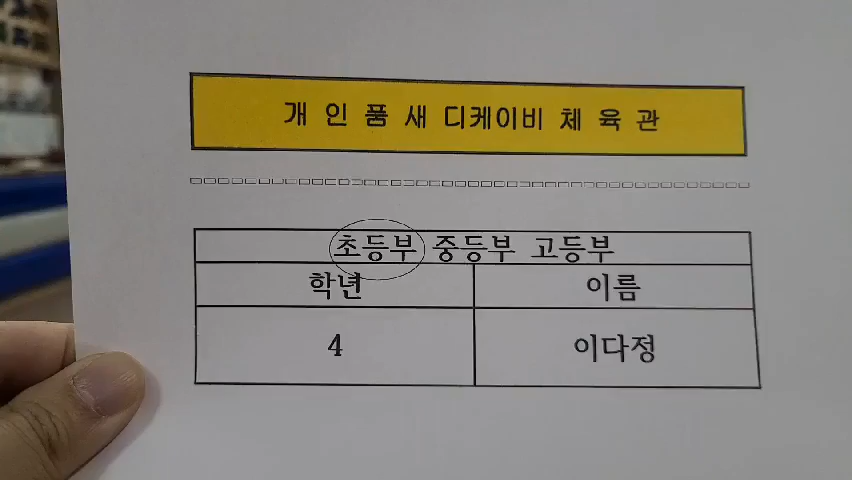 개 인 품 새 디케이비 체 육 관
초등부 중등부 고등부
학년 이름
4 이다정